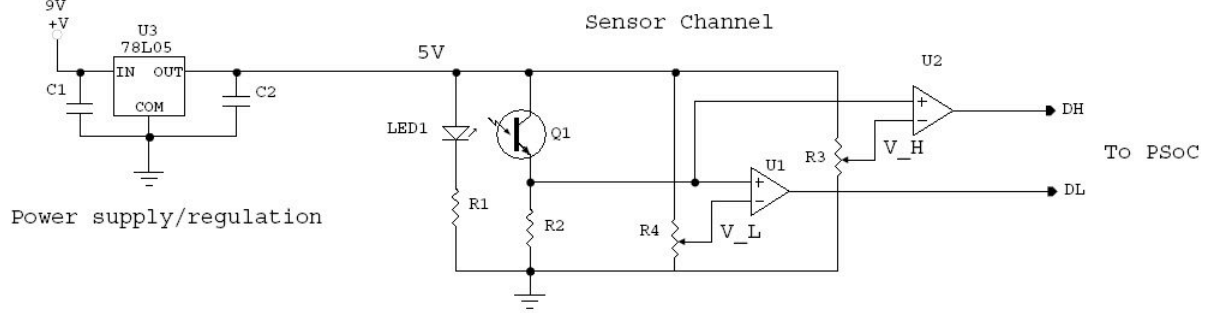 9V
+V
Sensor Channel
U3
78L05
IN OUT
COM
C1
C2
5V
U2
+
-
DH
LED1
Q1
R3
V_H
To PSoC
U1
+
-
DL
R1
R2
R4
V_L
Power supply/regulation